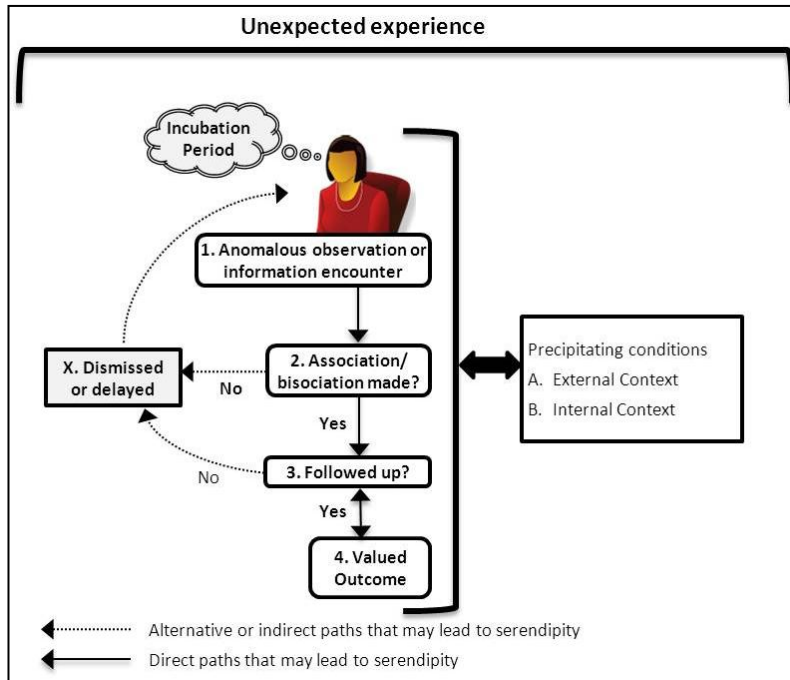 Unexpected experience
Incubation
Period
1. Anomalous observation or
information encounter
X. Dismissed
or delayed
No
2. Association/
bisociation made?
Yes
No
3. Followed up?
Yes
4. Valued
Outcome
Precipitating conditions
A. External Context
B. Internal Context
Alternative or indirect paths that may lead to serendipity
Direct paths that may lead to serendipity